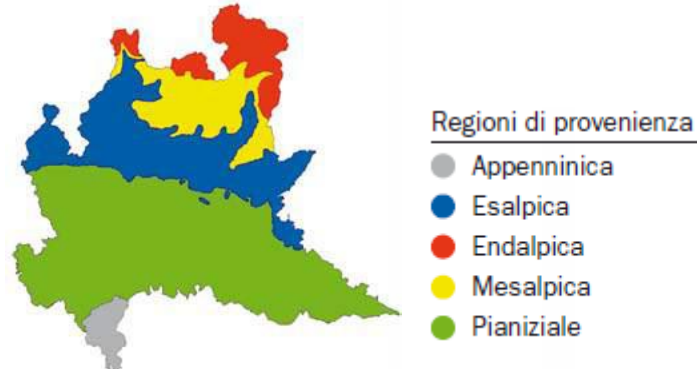 Regioni di provenienza
Appenninica
Esalpica
Endalpica
Mesalpica
Pianiziale